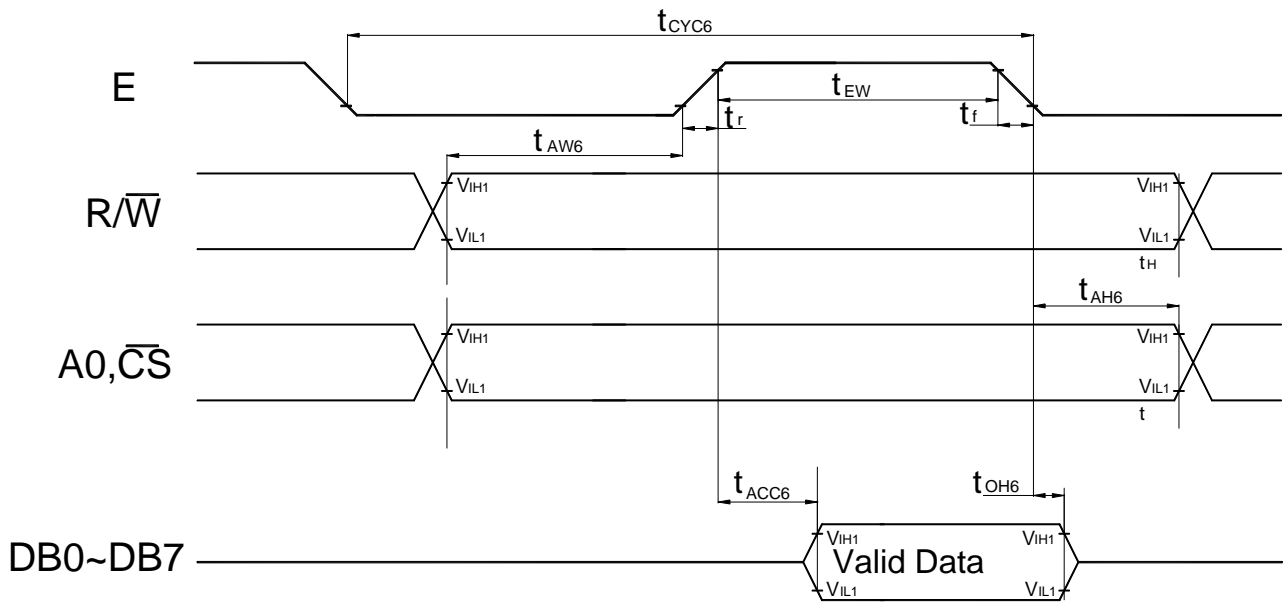 tCYC6
E
tEW
tr
tf
tAW6
R/W̅
VIH1
VIH1
VIL1
VIL1
tH
tAH6
A0,C̅S̅
VIH1
VIH1
VIL1
VIL1
t
tACC6
tOH6
DB0~DB7
VIH1
Valid Data
VIH1
VIL1
VIL1